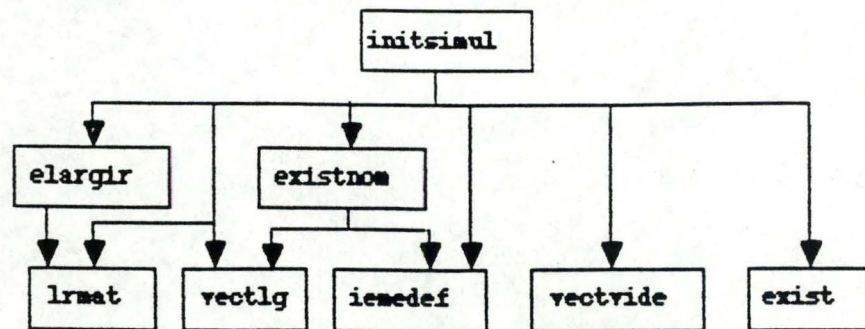 initsimul
elargir existnom
lrmat vectlg iemedef vectvide exist